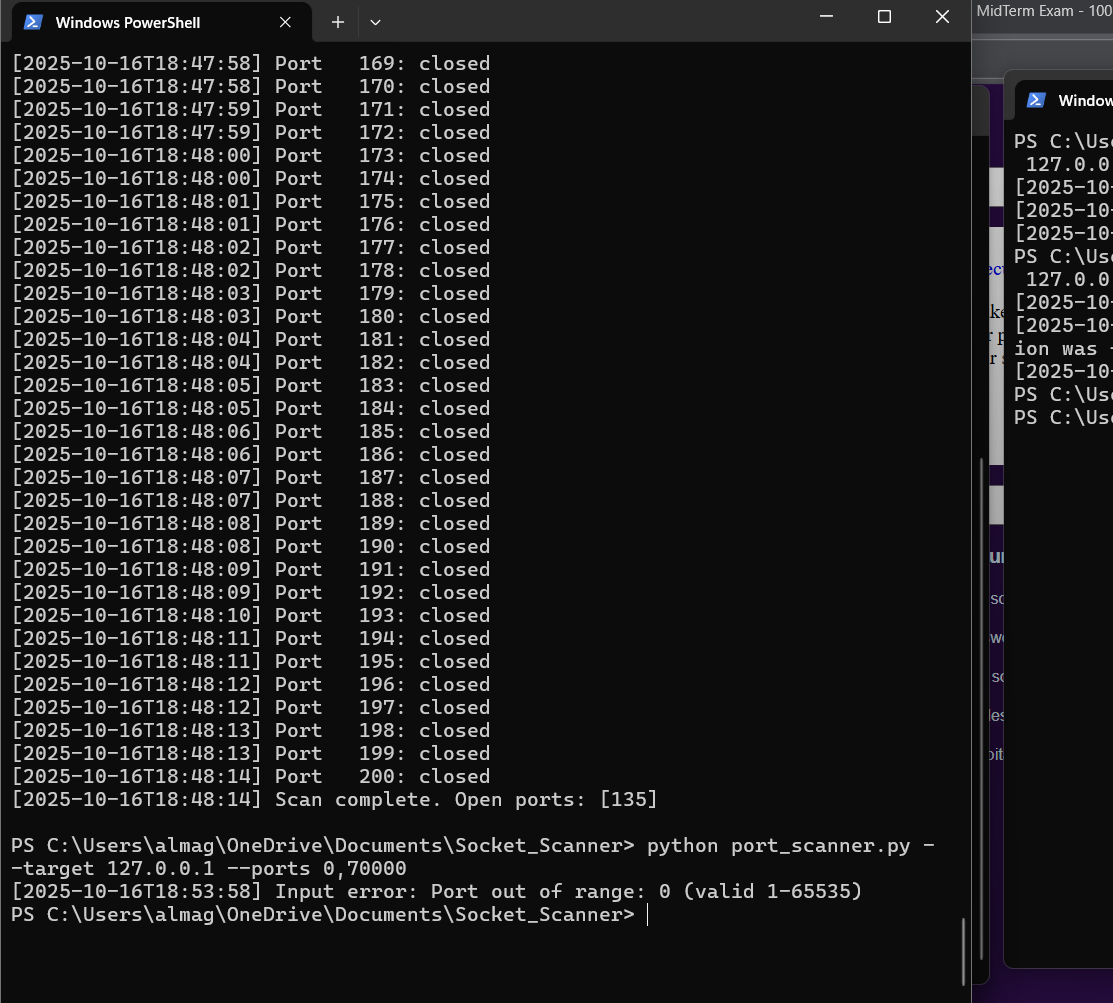 Windows PowerShell
[2025-10-16T18:47:58] Port   169: closed
[2025-10-16T18:47:58] Port   170: closed
[2025-10-16T18:47:59] Port   171: closed
[2025-10-16T18:47:59] Port   172: closed
[2025-10-16T18:48:00] Port   173: closed
[2025-10-16T18:48:00] Port   174: closed
[2025-10-16T18:48:01] Port   175: closed
[2025-10-16T18:48:01] Port   176: closed
[2025-10-16T18:48:02] Port   177: closed
[2025-10-16T18:48:02] Port   178: closed
[2025-10-16T18:48:03] Port   179: closed
[2025-10-16T18:48:03] Port   180: closed
[2025-10-16T18:48:04] Port   181: closed
[2025-10-16T18:48:04] Port   182: closed
[2025-10-16T18:48:05] Port   183: closed
[2025-10-16T18:48:05] Port   184: closed
[2025-10-16T18:48:06] Port   185: closed
[2025-10-16T18:48:06] Port   186: closed
[2025-10-16T18:48:07] Port   187: closed
[2025-10-16T18:48:07] Port   188: closed
[2025-10-16T18:48:08] Port   189: closed
[2025-10-16T18:48:08] Port   190: closed
[2025-10-16T18:48:09] Port   191: closed
[2025-10-16T18:48:09] Port   192: closed
[2025-10-16T18:48:10] Port   193: closed
[2025-10-16T18:48:11] Port   194: closed
[2025-10-16T18:48:11] Port   195: closed
[2025-10-16T18:48:12] Port   196: closed
[2025-10-16T18:48:12] Port   197: closed
[2025-10-16T18:48:13] Port   198: closed
[2025-10-16T18:48:13] Port   199: closed
[2025-10-16T18:48:14] Port   200: closed
[2025-10-16T18:48:14] Scan complete. Open ports: [135]
PS C:\Users\almag\OneDrive\Documents\Socket_Scanner> python port_scanner.py -
-target 127.0.0.1 --ports 0,70000
[2025-10-16T18:53:58] Input error: Port out of range: 0 (valid 1-65535)
PS C:\Users\almag\OneDrive\Documents\Socket_Scanner>
MidTerm Exam - 100
Window
PS C:\Use
127.0.0
[2025-10-
[2025-10-
[2025-10-
PS C:\Use
127.0.0
[2025-10-
[2025-10-
ion was
[2025-10-
PS C:\Use
PS C:\Use